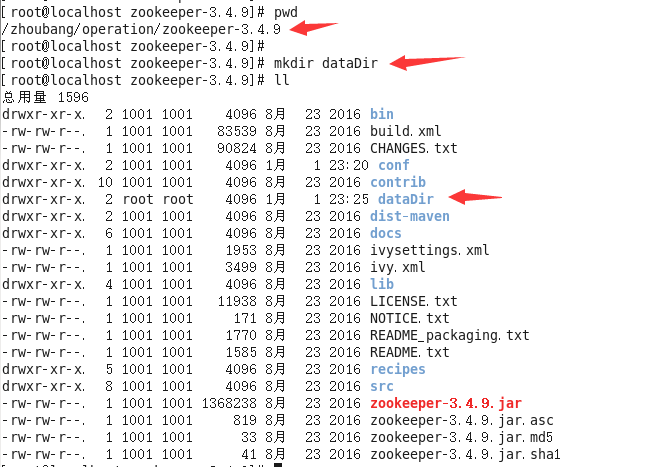 [root@localhost zookeeper-3.4.9]# pwd
/zhoubang/operation/zookeeper-3.4.9
[root@localhost zookeeper-3.4.9]#
[root@localhost zookeeper-3.4.9]# mkdir dataDir
[root@localhost zookeeper-3.4.9]# ll
总用量 1596
drwxr-xr-x. 2 1001 1001 4096 8月 23 2016 bin
-rw-rw-r--. 1 1001 1001 83539 8月 23 2016 build.xml
-rw-rw-r--. 1 1001 1001 90824 8月 23 2016 CHANGES.txt
drwxr-xr-x. 2 1001 1001 4096 1月 1 23:20 conf
drwxr-xr-x. 10 1001 1001 4096 8月 23 2016 contrib
drwxr-xr-x. 2 root root 4096 1月 1 23:25 dataDir
drwxr-xr-x. 2 1001 1001 4096 8月 23 2016 dist-maven
drwxr-xr-x. 6 1001 1001 4096 8月 23 2016 docs
-rw-rw-r--. 1 1001 1001 1953 8月 23 2016 ivysettings.xml
-rw-rw-r--. 1 1001 1001 3499 8月 23 2016 ivy.xml
drwxr-xr-x. 4 1001 1001 4096 8月 23 2016 lib
-rw-rw-r--. 1 1001 1001 11938 8月 23 2016 LICENSE.txt
-rw-rw-r--. 1 1001 1001 171 8月 23 2016 NOTICE.txt
-rw-rw-r--. 1 1001 1001 1770 8月 23 2016 README_packaging.txt
-rw-rw-r--. 1 1001 1001 1585 8月 23 2016 README.txt
drwxr-xr-x. 5 1001 1001 4096 8月 23 2016 recipes
drwxr-xr-x. 8 1001 1001 4096 8月 23 2016 src
-rw-rw-r--. 1 1001 1001 1368238 8月 23 2016 zookeeper-3.4.9.jar
-rw-rw-r--. 1 1001 1001 819 8月 23 2016 zookeeper-3.4.9.jar.asc
-rw-rw-r--. 1 1001 1001 33 8月 23 2016 zookeeper-3.4.9.jar.md5
-rw-rw-r--. 1 1001 1001 41 8月 23 2016 zookeeper-3.4.9.jar.sha1